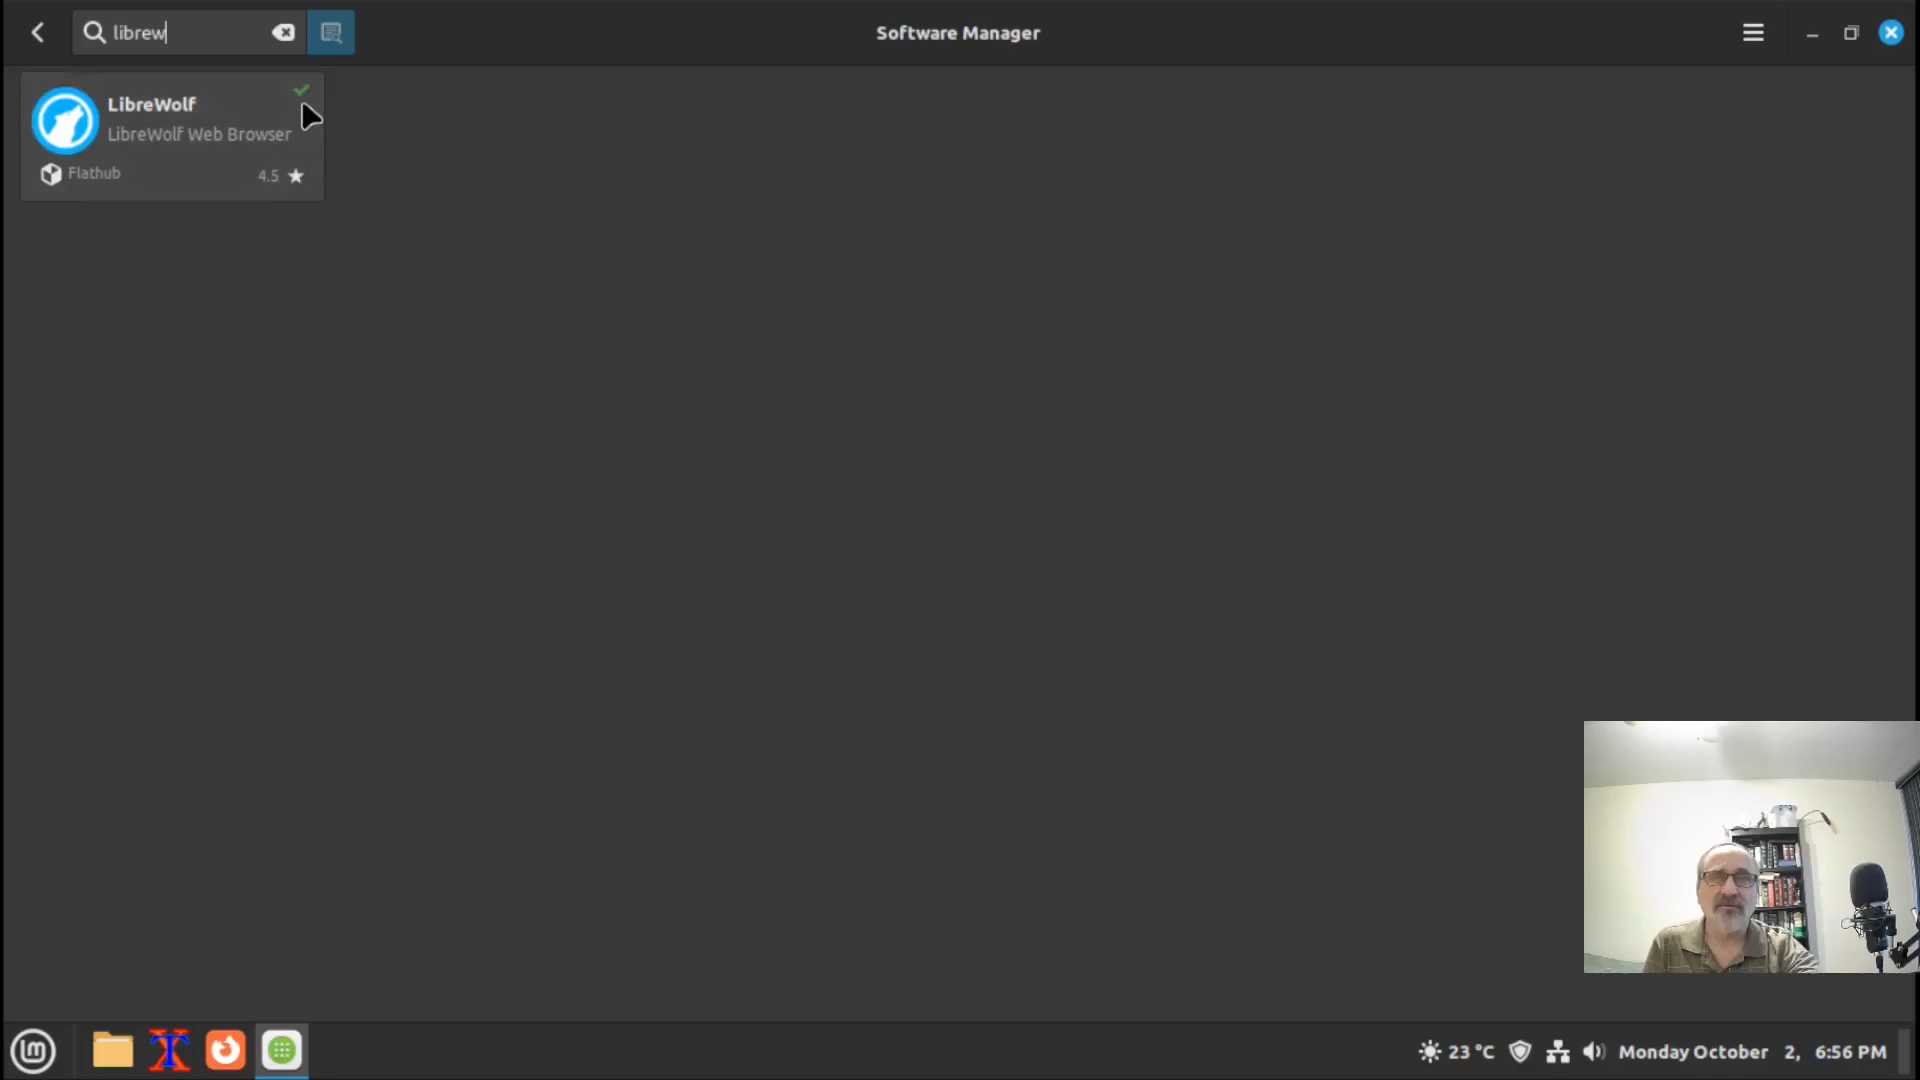 librew
Software Manager
LibreWolf
LibreWolf Web Browser
Flathub
4.5
23 °C
Monday October 2, 6:56 PM